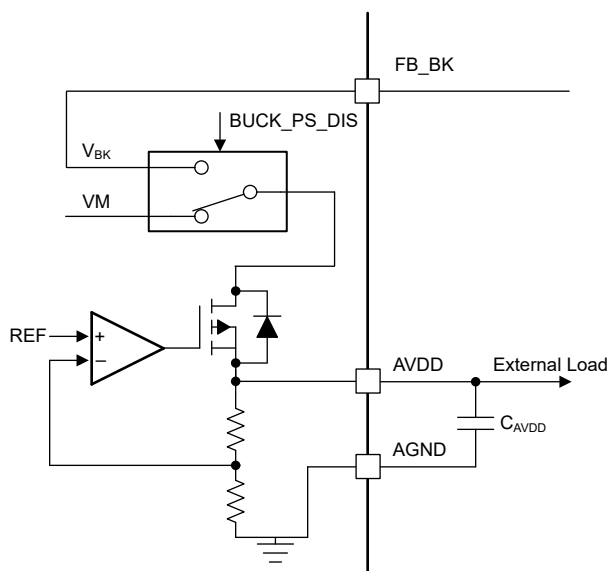 FB_BK
BUCK_PS_DIS
VBK
VM
REF
+
–
AVDD
External Load
CAVDD
AGND